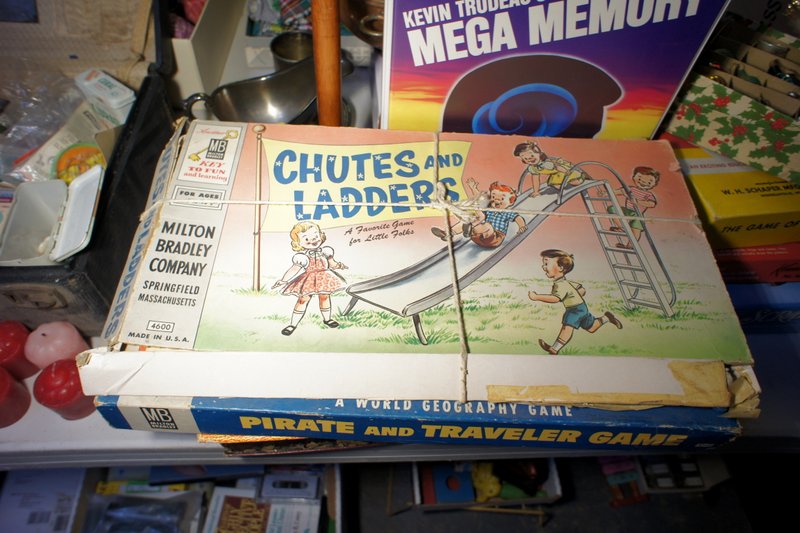 KEVIN TRUDEAU'S
MEGA MEMORY
MB
KEY
TO FUN
and learning
FOR AGES
MILTON
BRADLEY
COMPANY
SPRINGFIELD
MASSACHUSETTS
4600
MADE IN U.S.A.
CHUTES AND
LADDERS
A Favorite Game
for Little Folks
LADDERS
W. H. SCHAPER
THE GAME OF
A WORLD GEOGRAPHY GAME
MB
PIRATE AND TRAVELER GAME